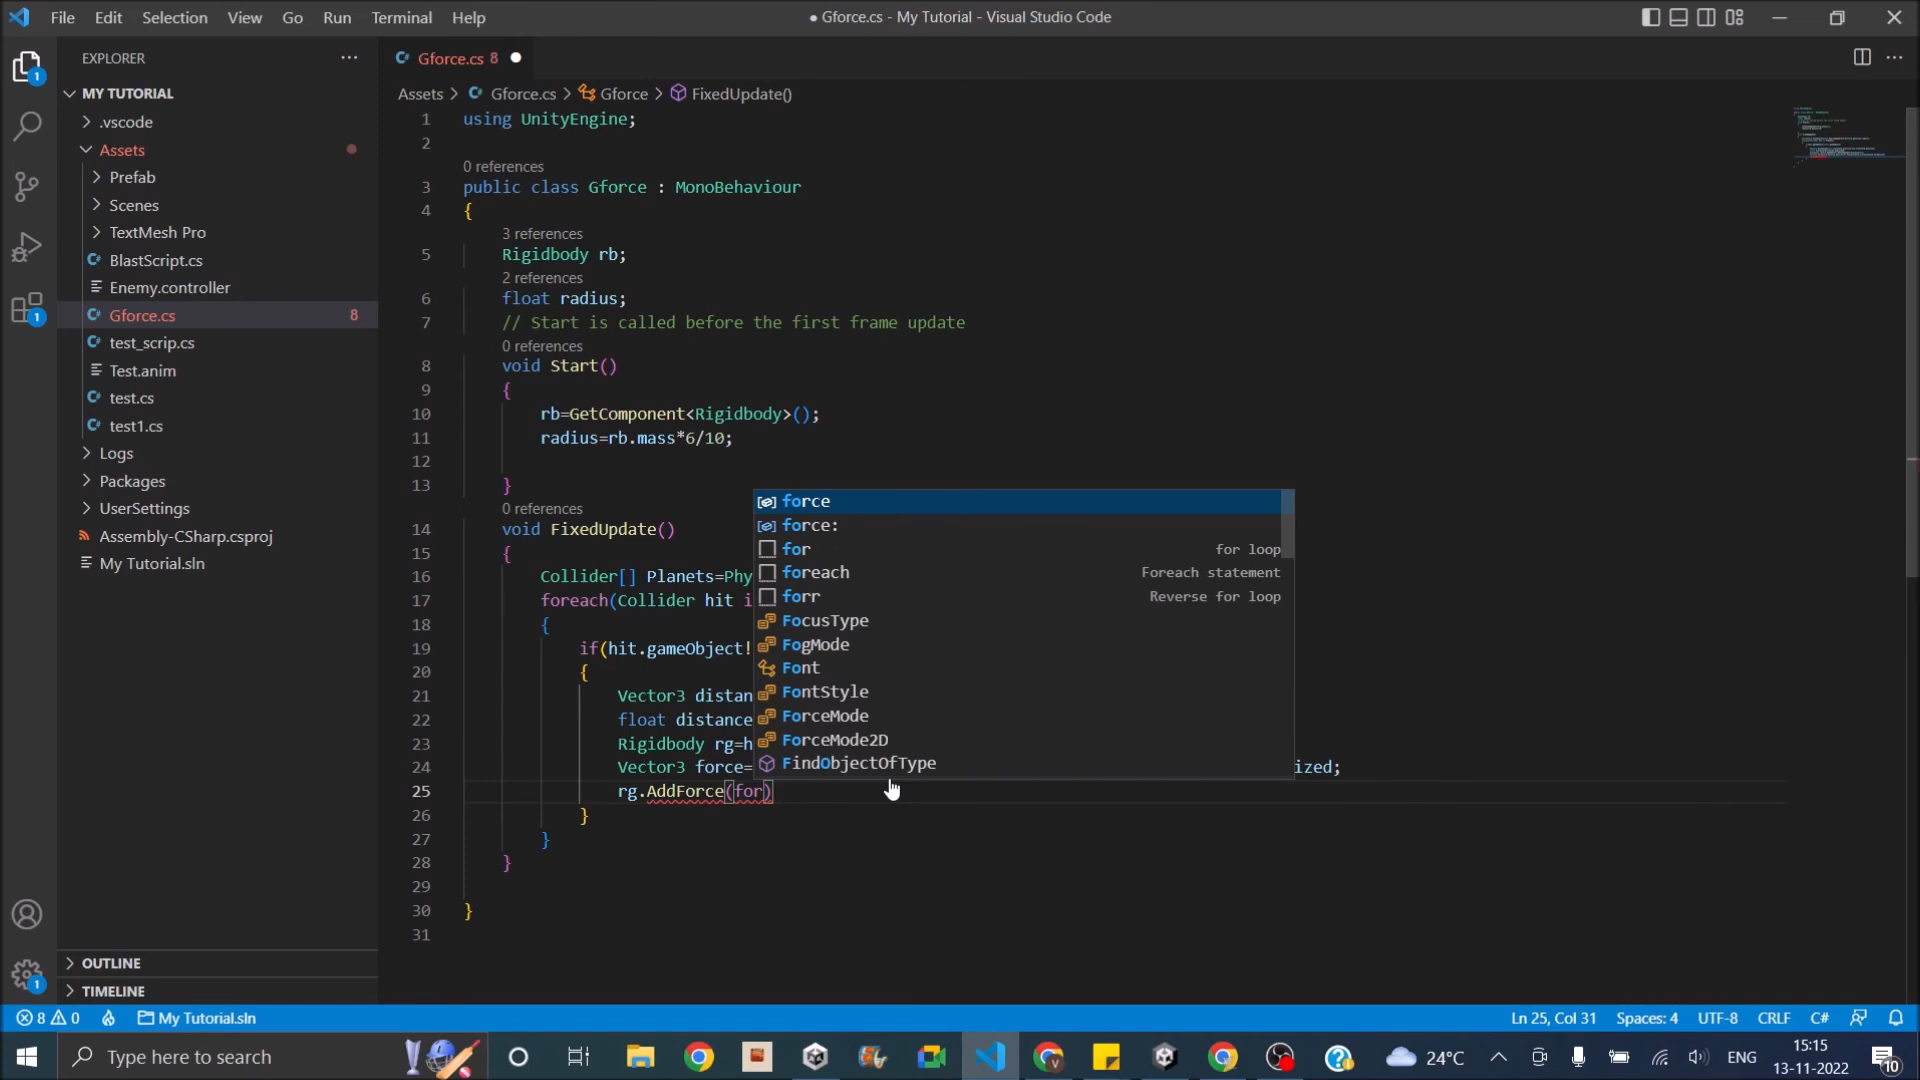 File Edit Selection View Go Run Terminal Help
● Gforce.cs - My Tutorial - Visual Studio Code
EXPLORER ···
MY TUTORIAL
.vscode
Assets
Prefab
Scenes
TextMesh Pro
BlastScript.cs
Enemy.controller
Gforce.cs 8
test_scrip.cs
Test.anim
test.cs
test1.cs
Logs
Packages
UserSettings
Assembly-CSharp.csproj
My Tutorial.sln
OUTLINE
TIMELINE
Gforce.cs 8 ●
Assets > Gforce.cs > Gforce > FixedUpdate()
1 using UnityEngine;
2
0 references
3 public class Gforce : MonoBehaviour
4 {
3 references
5 Rigidbody rb;
2 references
6 float radius;
7 // Start is called before the first frame update
0 references
8 void Start()
9 {
10 rb=GetComponent<Rigidbody>();
11 radius=rb.mass*6/10;
12
13 }
0 references
14 void FixedUpdate()
15 {
16 Collider[] Planets=Phy
17 foreach(Collider hit i
18 {
19 if(hit.gameObject!
20 {
21 Vector3 distan
22 float distance
23 Rigidbody rg=h
24 Vector3 force= ized;
25 rg.AddForce(for)
26 }
27 }
28 }
29
30 }
31
force
force:
for for loop
foreach Foreach statement
forr Reverse for loop
FocusType
FogMode
Font
FontStyle
ForceMode
ForceMode2D
FindObjectOfType
1
1
1
8 0 My Tutorial.sln Ln 25, Col 31 Spaces: 4 UTF-8 CRLF C#
Type here to search 24°C ENG
15:15
13-11-2022
10